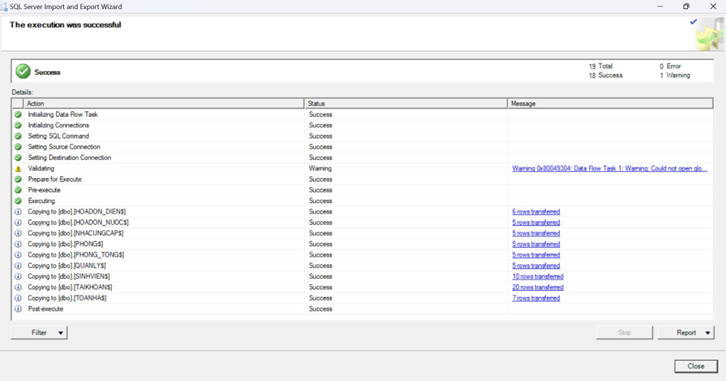 SQL Server Import and Export Wizard
The execution was successful
Success
19 Total 0 Error
18 Success 1 Warning
Details:
Action Status Message
Initializing Data Flow Task Success
Initializing Connections Success
Setting SQL Command Success
Setting Source Connection Success
Setting Destination Connection Success
Validating Warning Warning 0x80049304: Data Flow Task 1: Warning: Could not open glo...
Prepare for Execute Success
Pre-execute Success
Executing Success
Copying to [dbo].[HOADON_DIEN$] Success 6 rows transferred
Copying to [dbo].[HOADON_NUOC$] Success 5 rows transferred
Copying to [dbo].[NHACUNGCAP$] Success 5 rows transferred
Copying to [dbo].[PHONG$] Success 5 rows transferred
Copying to [dbo].[PHONG_TONG$] Success 5 rows transferred
Copying to [dbo].[QUANLY$] Success 5 rows transferred
Copying to [dbo].[SINHVIEN$] Success 10 rows transferred
Copying to [dbo].[TAIKHOAN$] Success 20 rows transferred
Copying to [dbo].[TOANHA$] Success 7 rows transferred
Post-execute Success
Filter Stop Report
Close